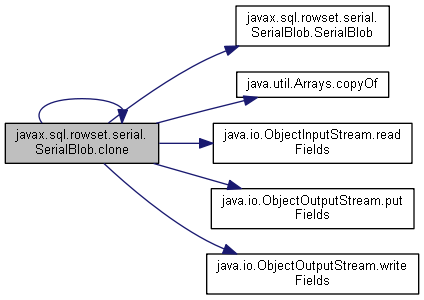 javax.sql.rowset.serial.
SerialBlob.SerialBlob
java.util.Arrays.copyOf
javax.sql.rowset.serial.
SerialBlob.clone
java.io.ObjectInputStream.read
Fields
java.io.ObjectOutputStream.put
Fields
java.io.ObjectOutputStream.write
Fields